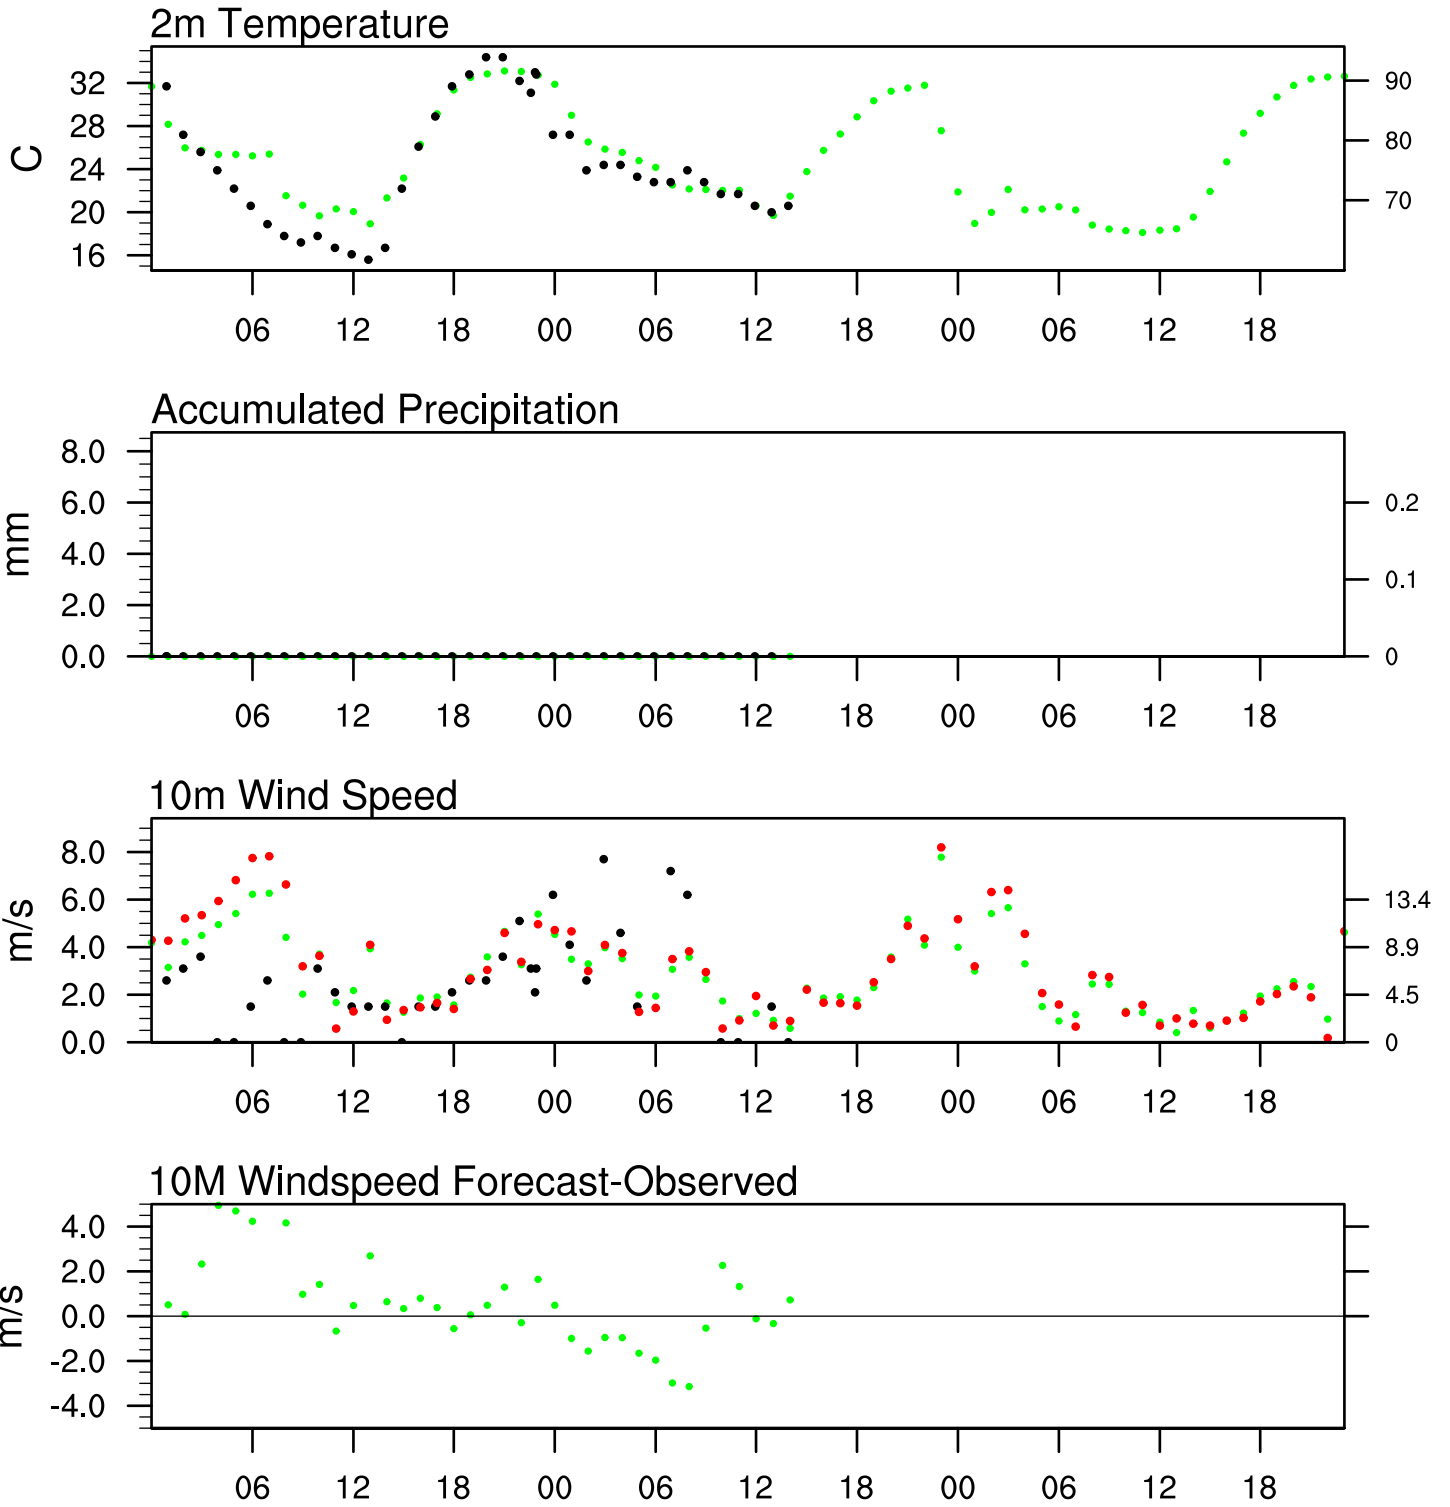 2m Temperature
C
32
28
24
20
16
90
80
70
06 12 18 00 06 12 18 00 06 12 18
Accumulated Precipitation
mm
8.0
6.0
4.0
2.0
0.0
0.2
0.1
0
06 12 18 00 06 12 18 00 06 12 18
10m Wind Speed
m/s
8.0
6.0
4.0
2.0
0.0
13.4
8.9
4.5
0
06 12 18 00 06 12 18 00 06 12 18
10M Windspeed Forecast-Observed
m/s
4.0
2.0
0.0
-2.0
-4.0
06 12 18 00 06 12 18 00 06 12 18